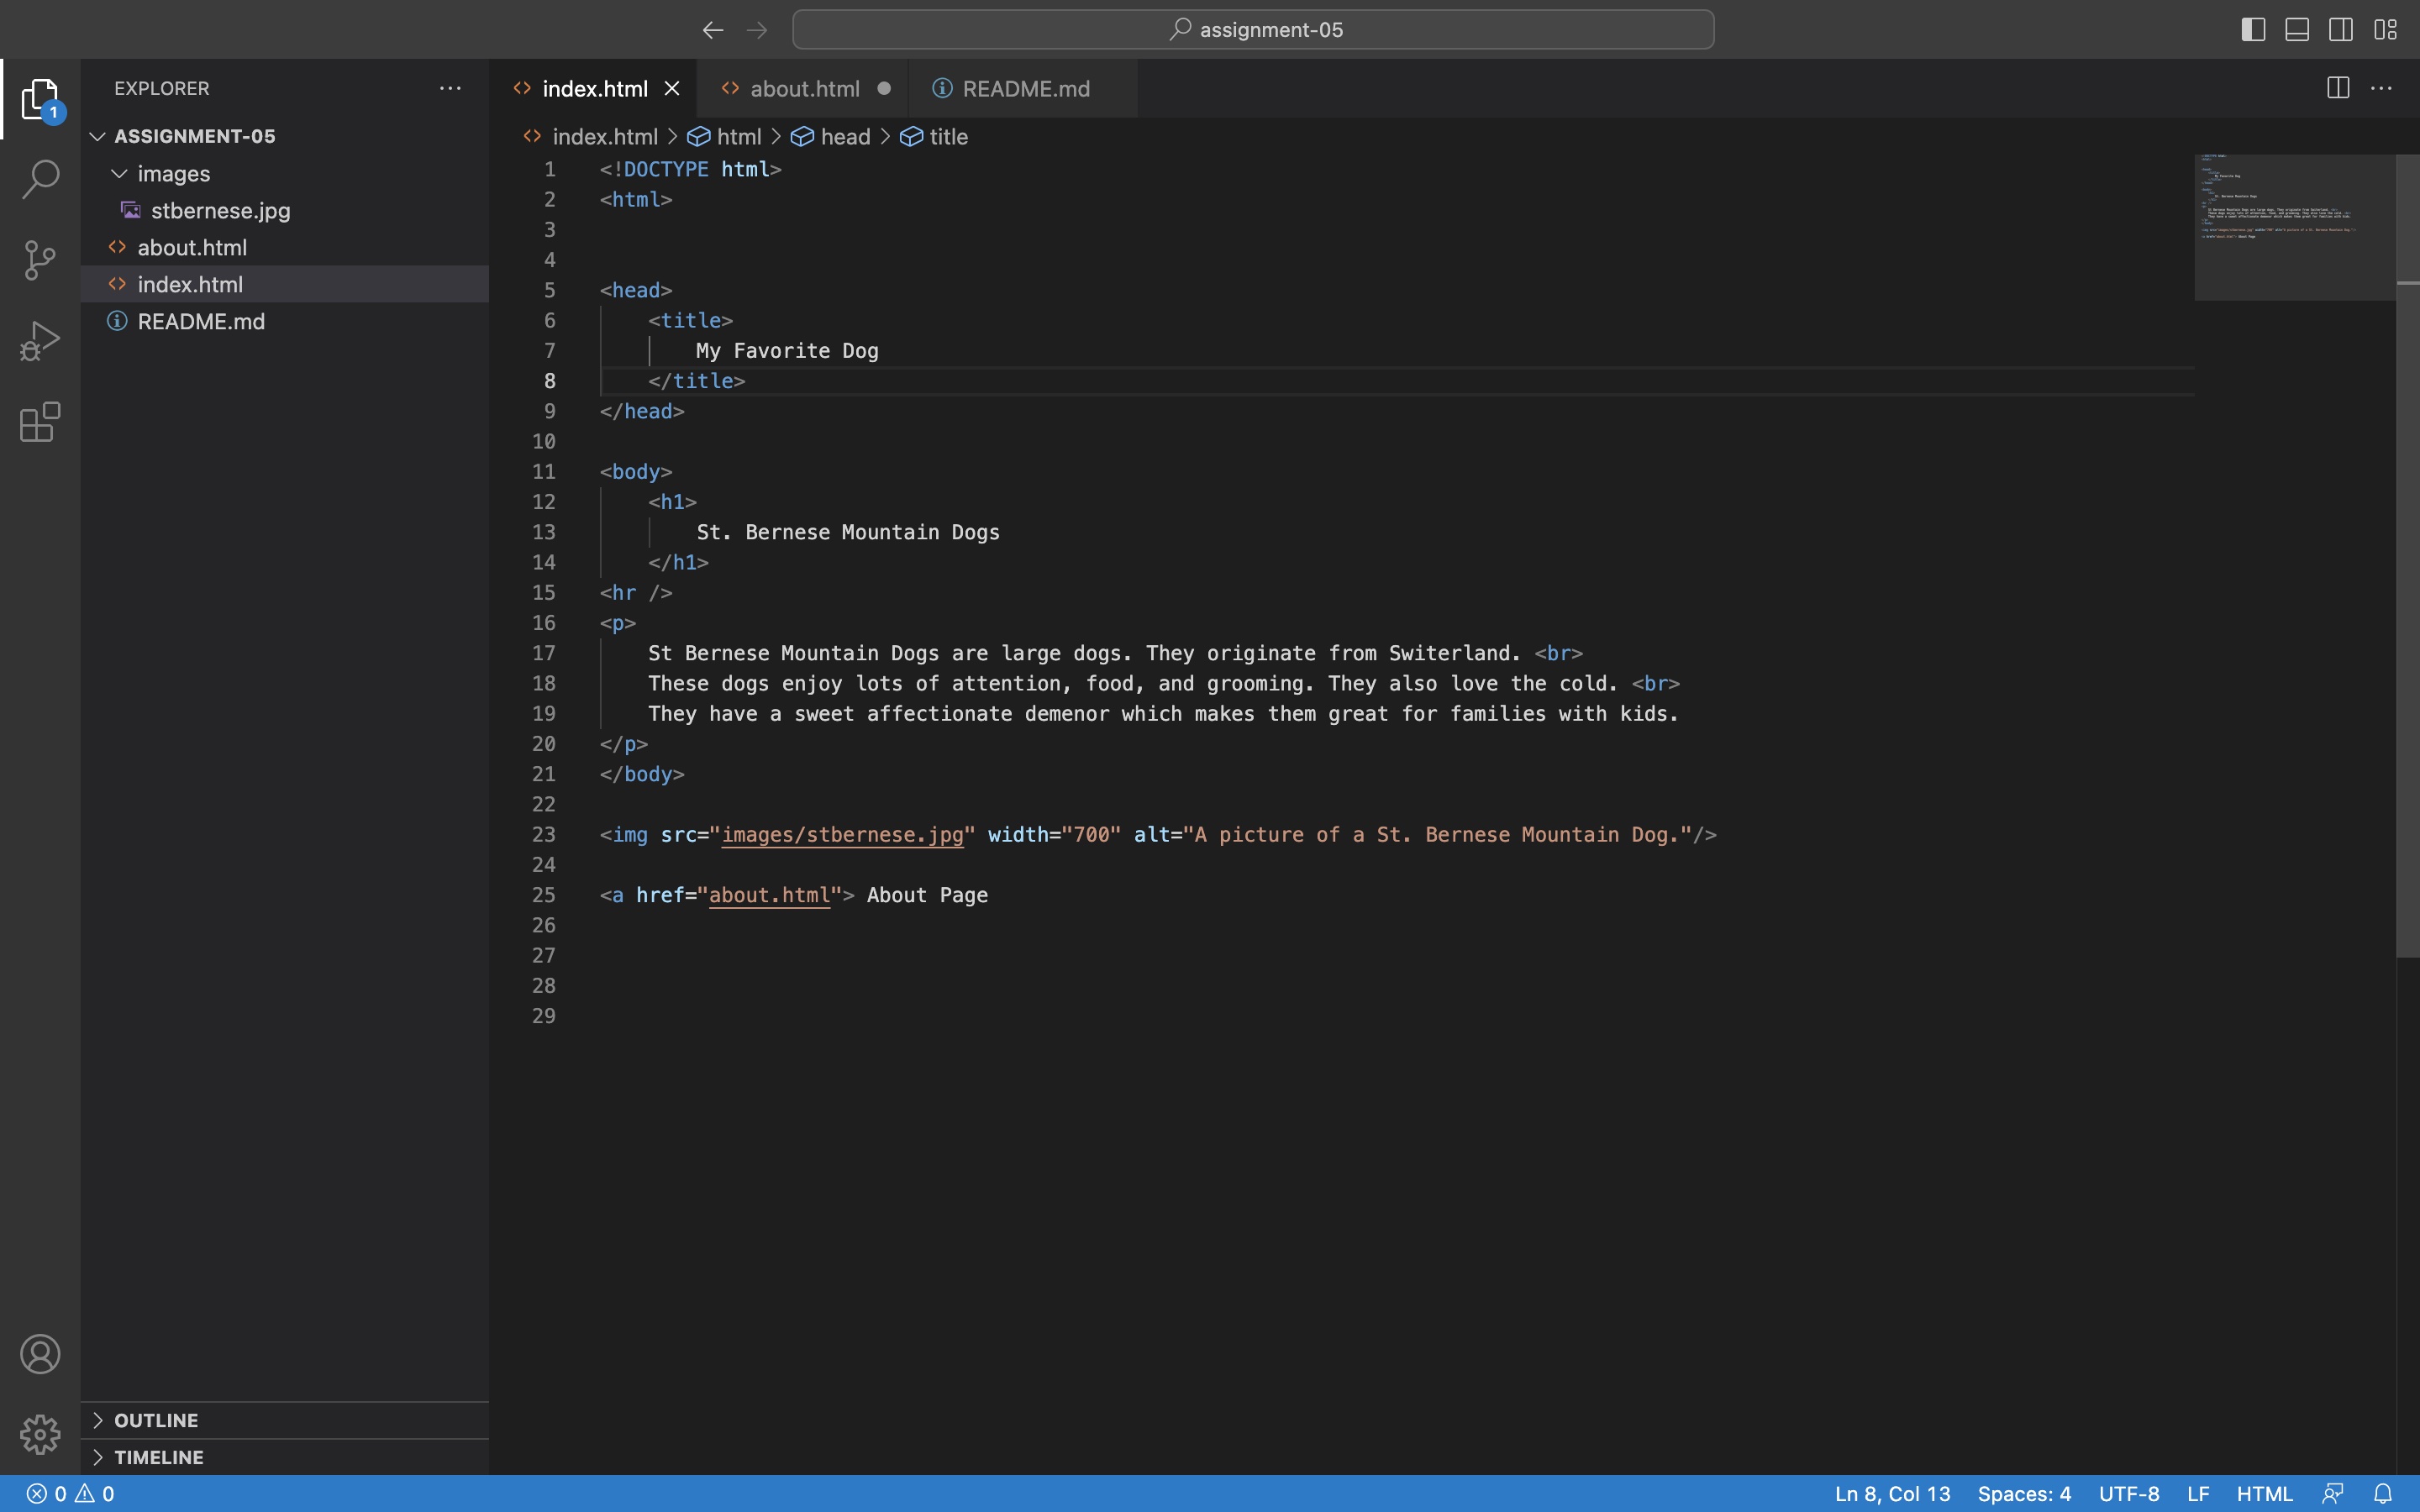 assignment-05
EXPLORER
1
ASSIGNMENT-05
images
stbernese.jpg
about.html
index.html
README.md
index.html
about.html
README.md
index.html > html > head > title
1 <!DOCTYPE html>
2 <html>
3
4
5 <head>
6 <title>
7 My Favorite Dog
8 </title>
9 </head>
10
11 <body>
12 <h1>
13 St. Bernese Mountain Dogs
14 </h1>
15 <hr />
16 <p>
17 St Bernese Mountain Dogs are large dogs. They originate from Switerland. <br>
18 These dogs enjoy lots of attention, food, and grooming. They also love the cold. <br>
19 They have a sweet affectionate demenor which makes them great for families with kids.
20 </p>
21 </body>
22
23 <img src="images/stbernese.jpg" width="700" alt="A picture of a St. Bernese Mountain Dog."/>
24
25 <a href="about.html"> About Page
26
27
28
29
OUTLINE
TIMELINE
0 0
Ln 8, Col 13 Spaces: 4 UTF-8 LF HTML